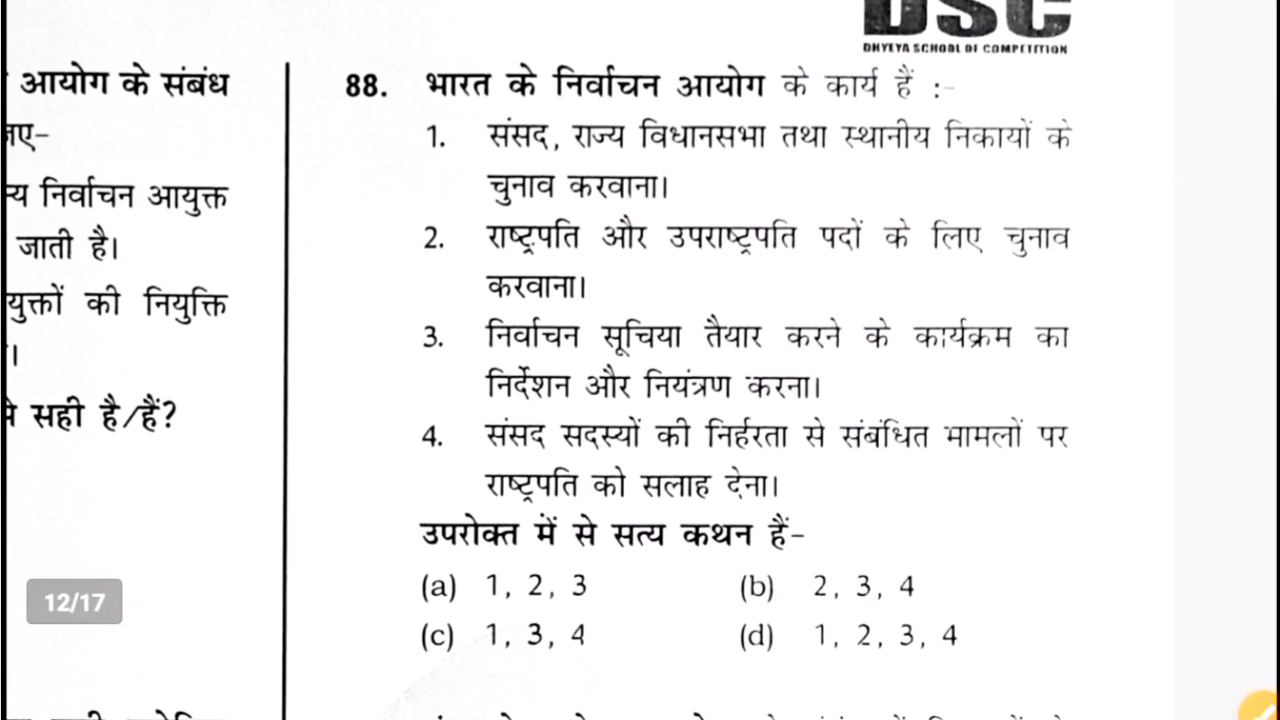 DSC
DHYEYA SCHOOL OF COMPETITION
आयोग के संबंध
न्य निर्वाचन आयुक्त
जाती है।
युक्तों की नियुक्ति
सही है/हैं?
12/17
88. भारत के निर्वाचन आयोग के कार्य हैं :-
1. संसद, राज्य विधानसभा तथा स्थानीय निकायों के
चुनाव करवाना।
2. राष्ट्रपति और उपराष्ट्रपति पदों के लिए चुनाव
करवाना।
3. निर्वाचन सूचिया तैयार करने के कार्यक्रम का
निर्देशन और नियंत्रण करना।
4. संसद सदस्यों की निर्हरता से संबंधित मामलों पर
राष्ट्रपति को सलाह देना।
उपरोक्त में से सत्य कथन हैं-
(a) 1, 2, 3 (b) 2, 3, 4
(c) 1, 3, 4 (d) 1, 2, 3, 4